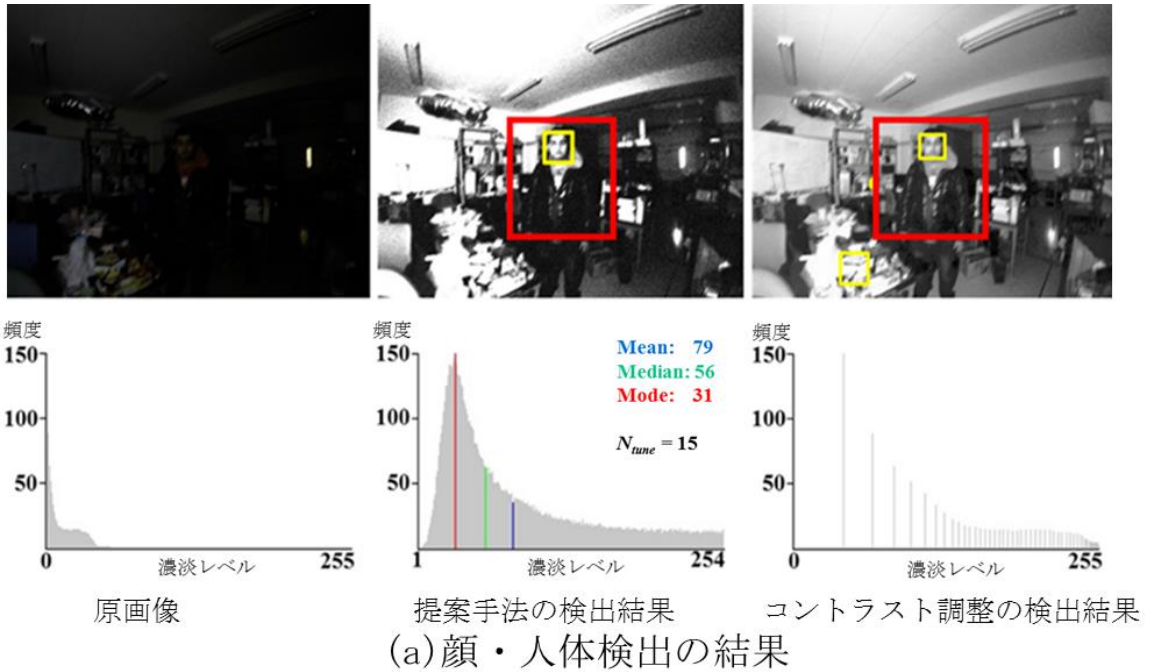 頻度
150
100
50
0
濃淡レベル
255
原画像
頻度
150
100
50
1
濃淡レベル
254
Mean: 79
Median: 56
Mode: 31
Ntune = 15
提案手法の検出結果
頻度
150
100
50
0
濃淡レベル
255
コントラスト調整の検出結果
(a)顔・人体検出の結果